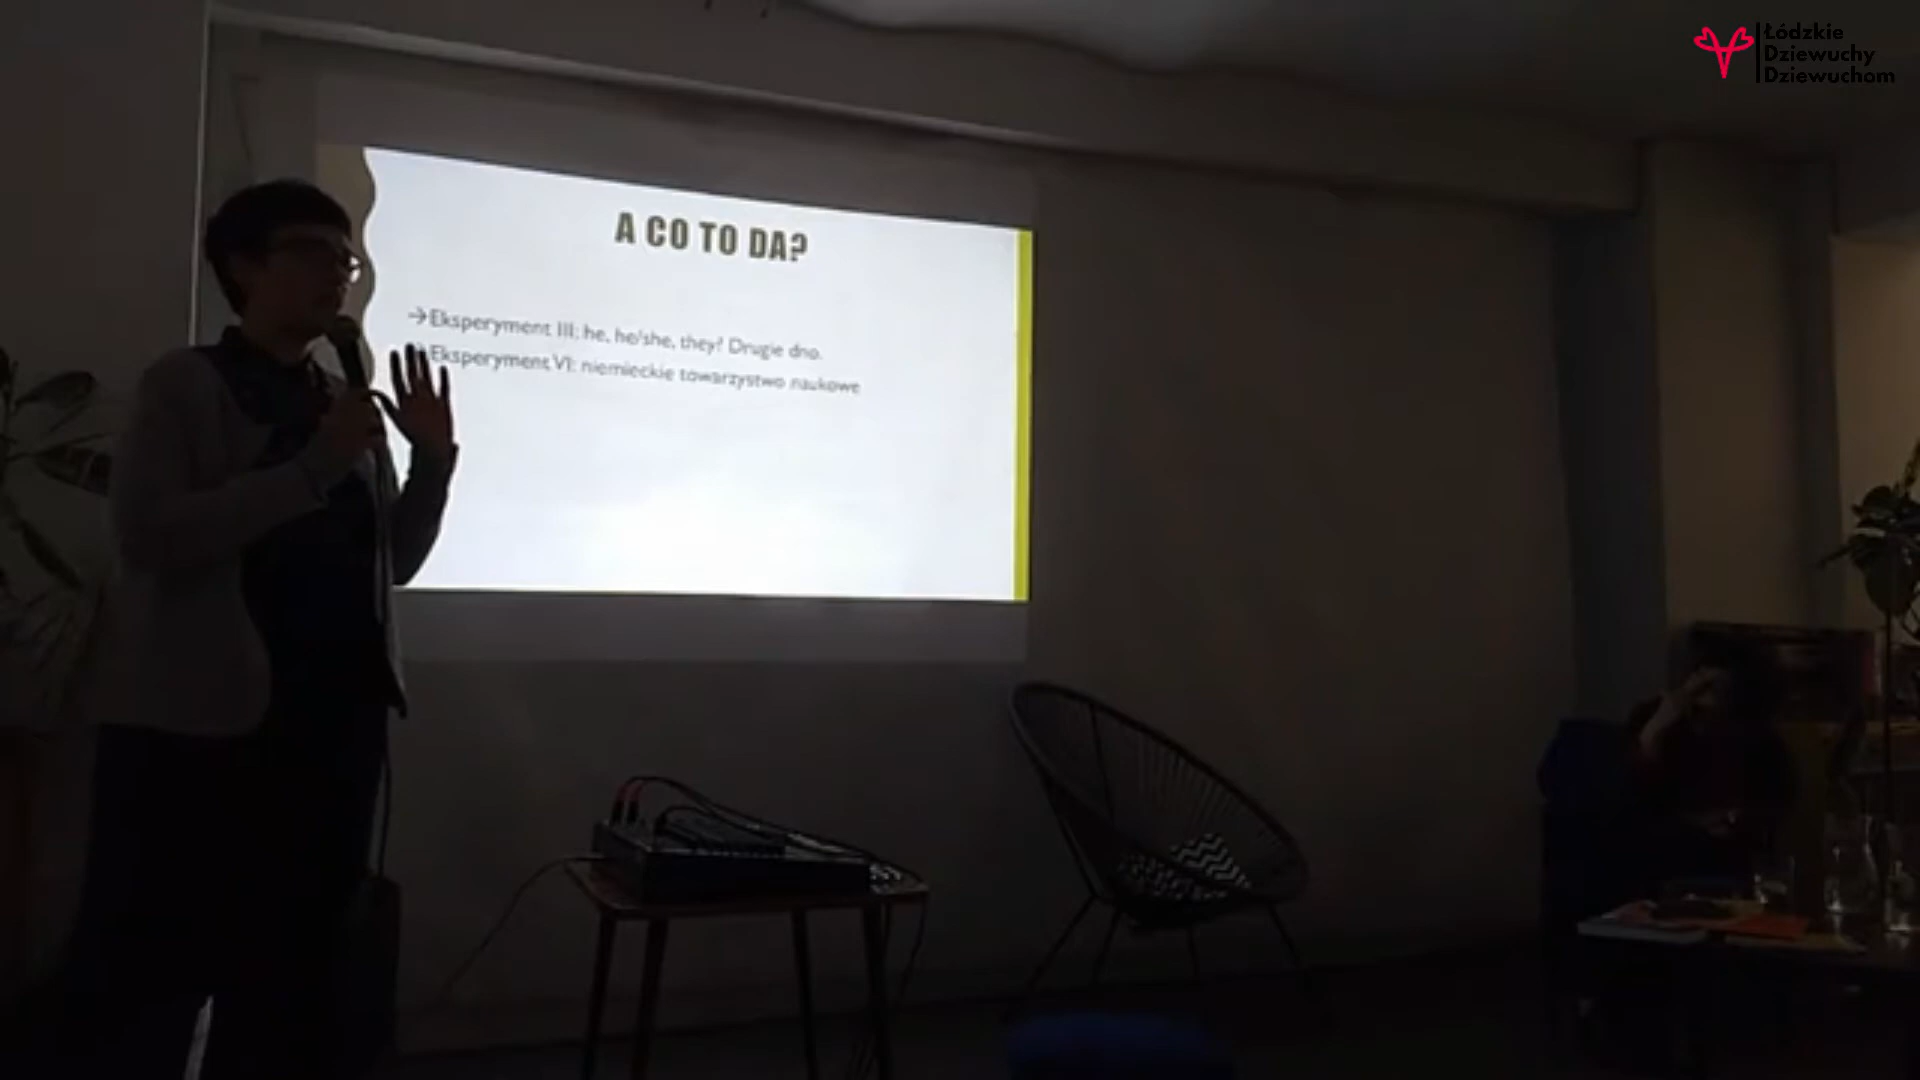 Łódzkie
Dziewuchy
Dziewuchom
A CO TO DA?
→Eksperyment III: he, he/she, they? Drugie dno.
→Eksperyment VI: niemieckie towarzystwo naukowe